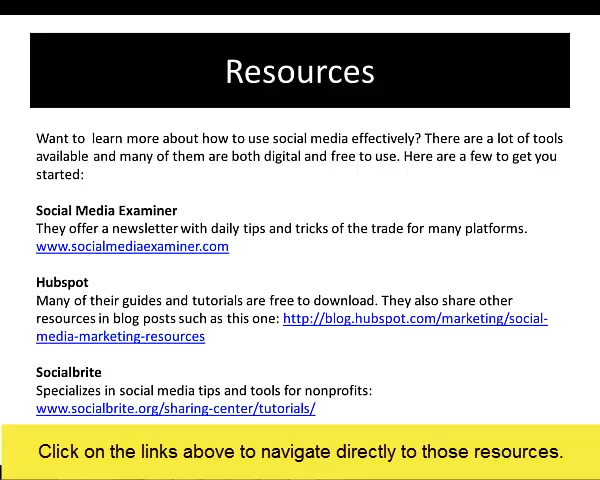 Resources
Want to learn more about how to use social media effectively? There are a lot of tools
available and many of them are both digital and free to use. Here are a few to get you
started:
Social Media Examiner
They offer a newsletter with daily tips and tricks of the trade for many platforms.
www.socialmediaexaminer.com
Hubspot
Many of their guides and tutorials are free to download. They also share other
resources in blog posts such as this one: http://blog.hubspot.com/marketing/social-
media-marketing-resources
Socialbrite
Specializes in social media tips and tools for nonprofits:
www.socialbrite.org/sharing-center/tutorials/
Click on the links above to navigate directly to those resources.